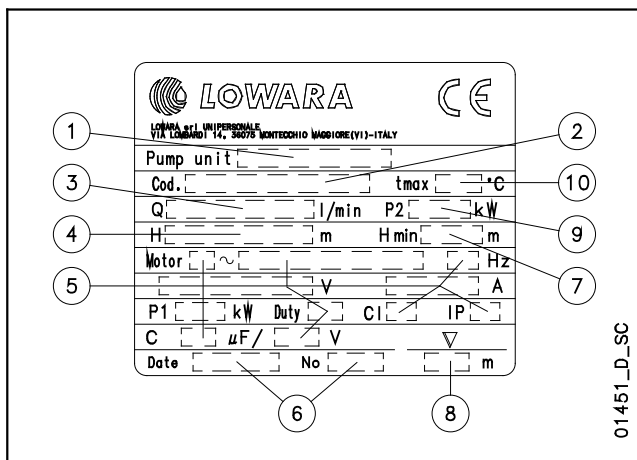 LOWARA CE
LOWARA srl UNIPERSONALE
VIA LOMBARDI 14, 36075 MONTECCHIO MAGGIORE(VI)-ITALY
1 2
Pump unit
3 Cod. tmax °C 10
Q l/min P2 kW
4 H m H min m 9
Motor ~ Hz
5 V A 7
P1 kW Duty Cl IP
C µF/ V
Date No m
6 8
01451_D_SC